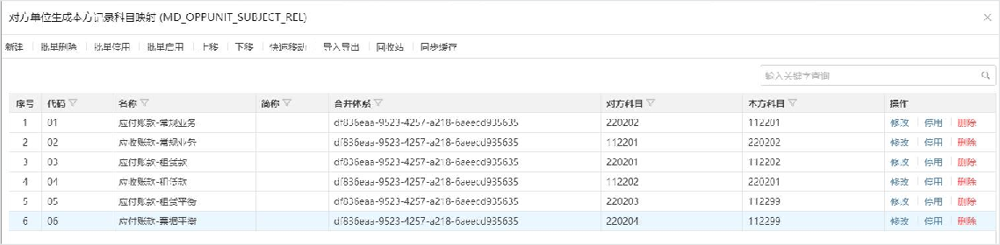 对方单位生成本方记录科目映射 (MD_OPPUNIT_SUBJECT_REL) ×
新建 批量删除 批量停用 批量启用 上移 下移 快速移动 导入导出 回收站 同步缓存
输入关键字查询
序号 代码 名称 简称 合并体系 对方科目 本方科目 操作
1 01 应付账款-常规业务 df836eaa-9523-4257-a218-6aeecd935635 220202 112201 修改 停用 删除
2 02 应收账款-常规业务 df836eaa-9523-4257-a218-6aeecd935635 112201 220202 修改 停用 删除
3 03 应付账款-租赁款 df836eaa-9523-4257-a218-6aeecd935635 220201 112202 修改 停用 删除
4 04 应收账款-租赁款 df836eaa-9523-4257-a218-6aeecd935635 112202 220201 修改 停用 删除
5 05 应付账款-租赁平衡 df836eaa-9523-4257-a218-6aeecd935635 220203 112299 修改 停用 删除
6 06 应付账款-票据平衡 df836eaa-9523-4257-a218-6aeecd935635 220204 112299 修改 停用 删除